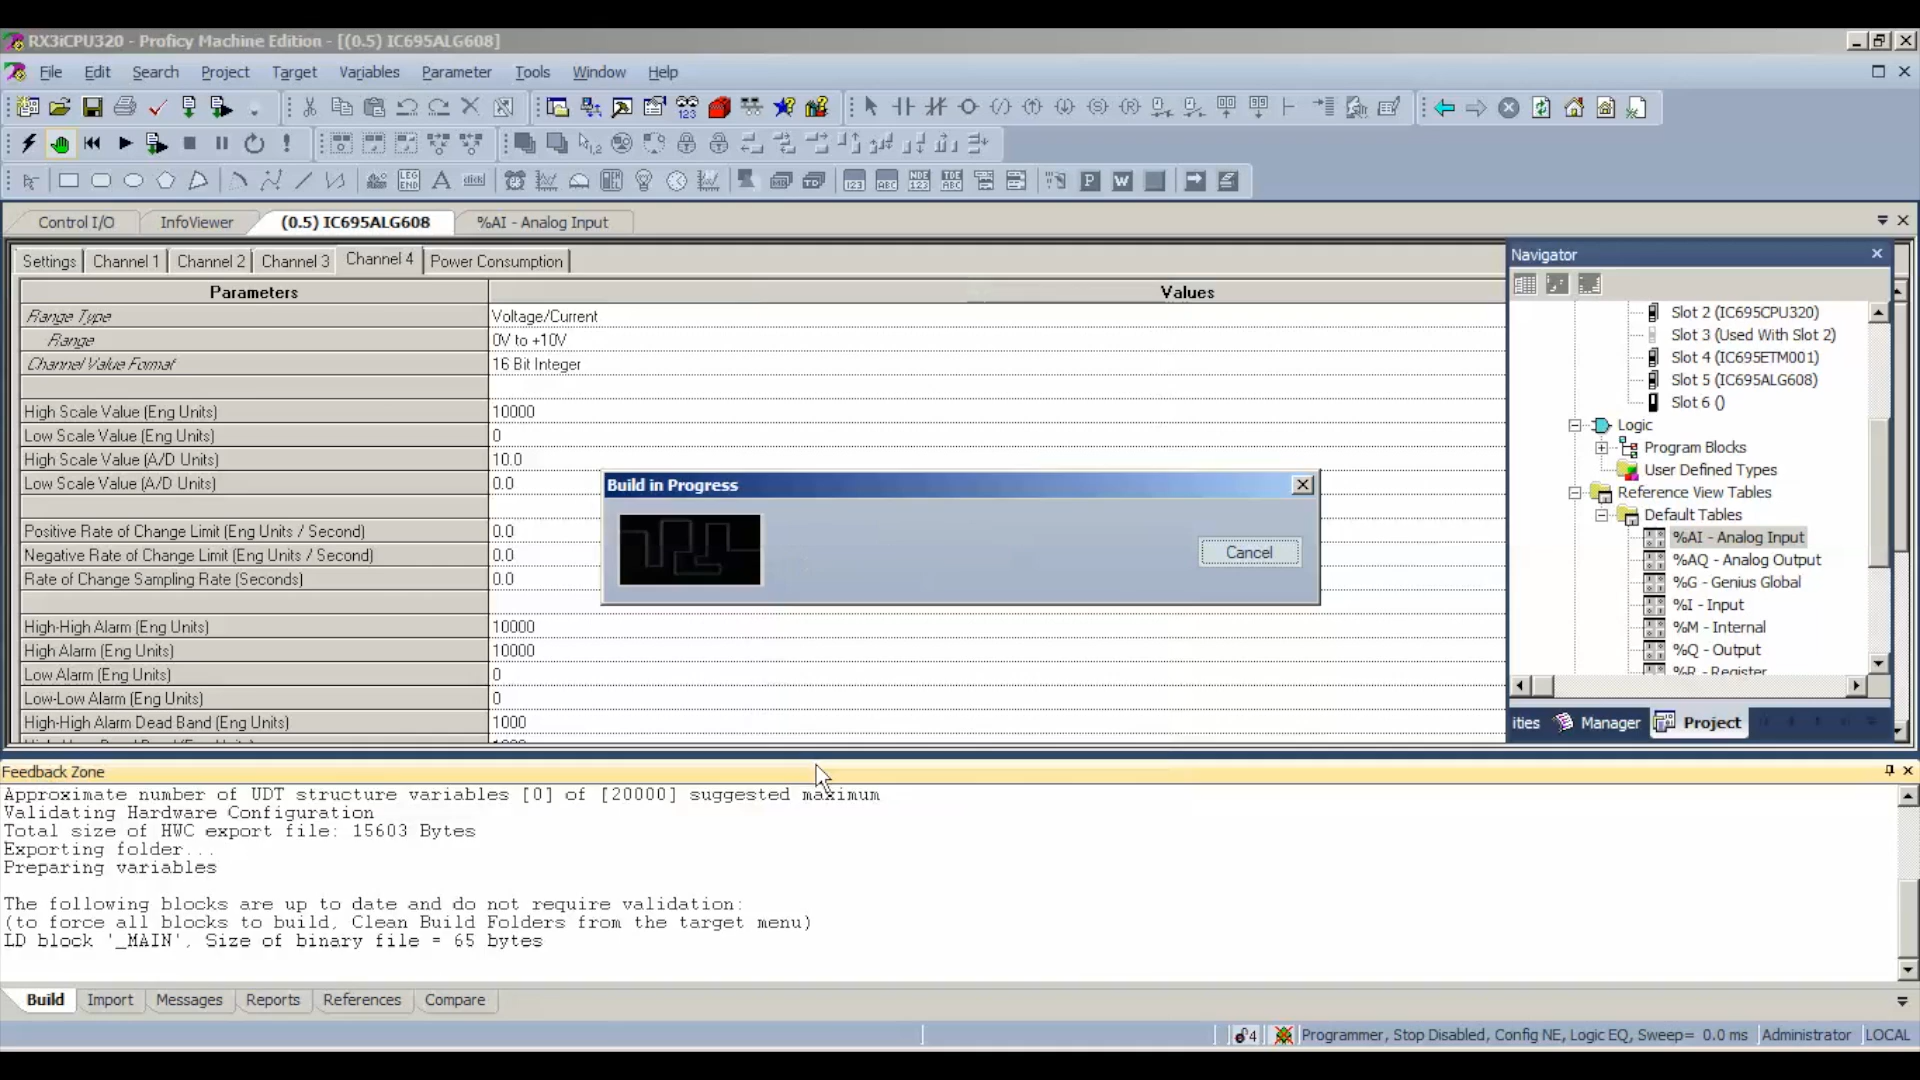 RX3iCPU320 - Proficy Machine Edition - [(0.5) IC695ALG608]
File Edit Search Project Target Variables Parameter Tools Window Help
Control I/O InfoViewer (0.5) IC695ALG608 %AI - Analog Input
Settings Channel 1 Channel 2 Channel 3 Channel 4 Power Consumption
Parameters Values
Range Type Voltage/Current
Range 0V to +10V
Channel Value Format 16 Bit Integer
High Scale Value (Eng Units) 10000
Low Scale Value (Eng Units) 0
High Scale Value (A/D Units) 10.0
Low Scale Value (A/D Units) 0.0
Positive Rate of Change Limit (Eng Units / Second) 0.0
Negative Rate of Change Limit (Eng Units / Second) 0.0
Rate of Change Sampling Rate (Seconds) 0.0
High-High Alarm (Eng Units) 10000
High Alarm (Eng Units) 10000
Low Alarm (Eng Units) 0
Low-Low Alarm (Eng Units) 0
High-High Alarm Dead Band (Eng Units) 1000
Build in Progress
Cancel
Navigator
Slot 2 (IC695CPU320)
Slot 3 (Used With Slot 2)
Slot 4 (IC695ETM001)
Slot 5 (IC695ALG608)
Slot 6 ()
Logic
Program Blocks
User Defined Types
Reference View Tables
Default Tables
%AI - Analog Input
%AQ - Analog Output
%G - Genius Global
%I - Input
%M - Internal
%Q - Output
%R - Register
ities Manager Project
Feedback Zone
Approximate number of UDT structure variables [0] of [20000] suggested maximum
Validating Hardware Configuration
Total size of HWC export file: 15603 Bytes
Exporting folder...
Preparing variables
The following blocks are up to date and do not require validation:
(to force all blocks to build, Clean Build Folders from the target menu)
LD block '_MAIN', Size of binary file = 65 bytes
Build Import Messages Reports References Compare
4 Programmer, Stop Disabled, Config NE, Logic EQ, Sweep= 0.0 ms Administrator LOCAL